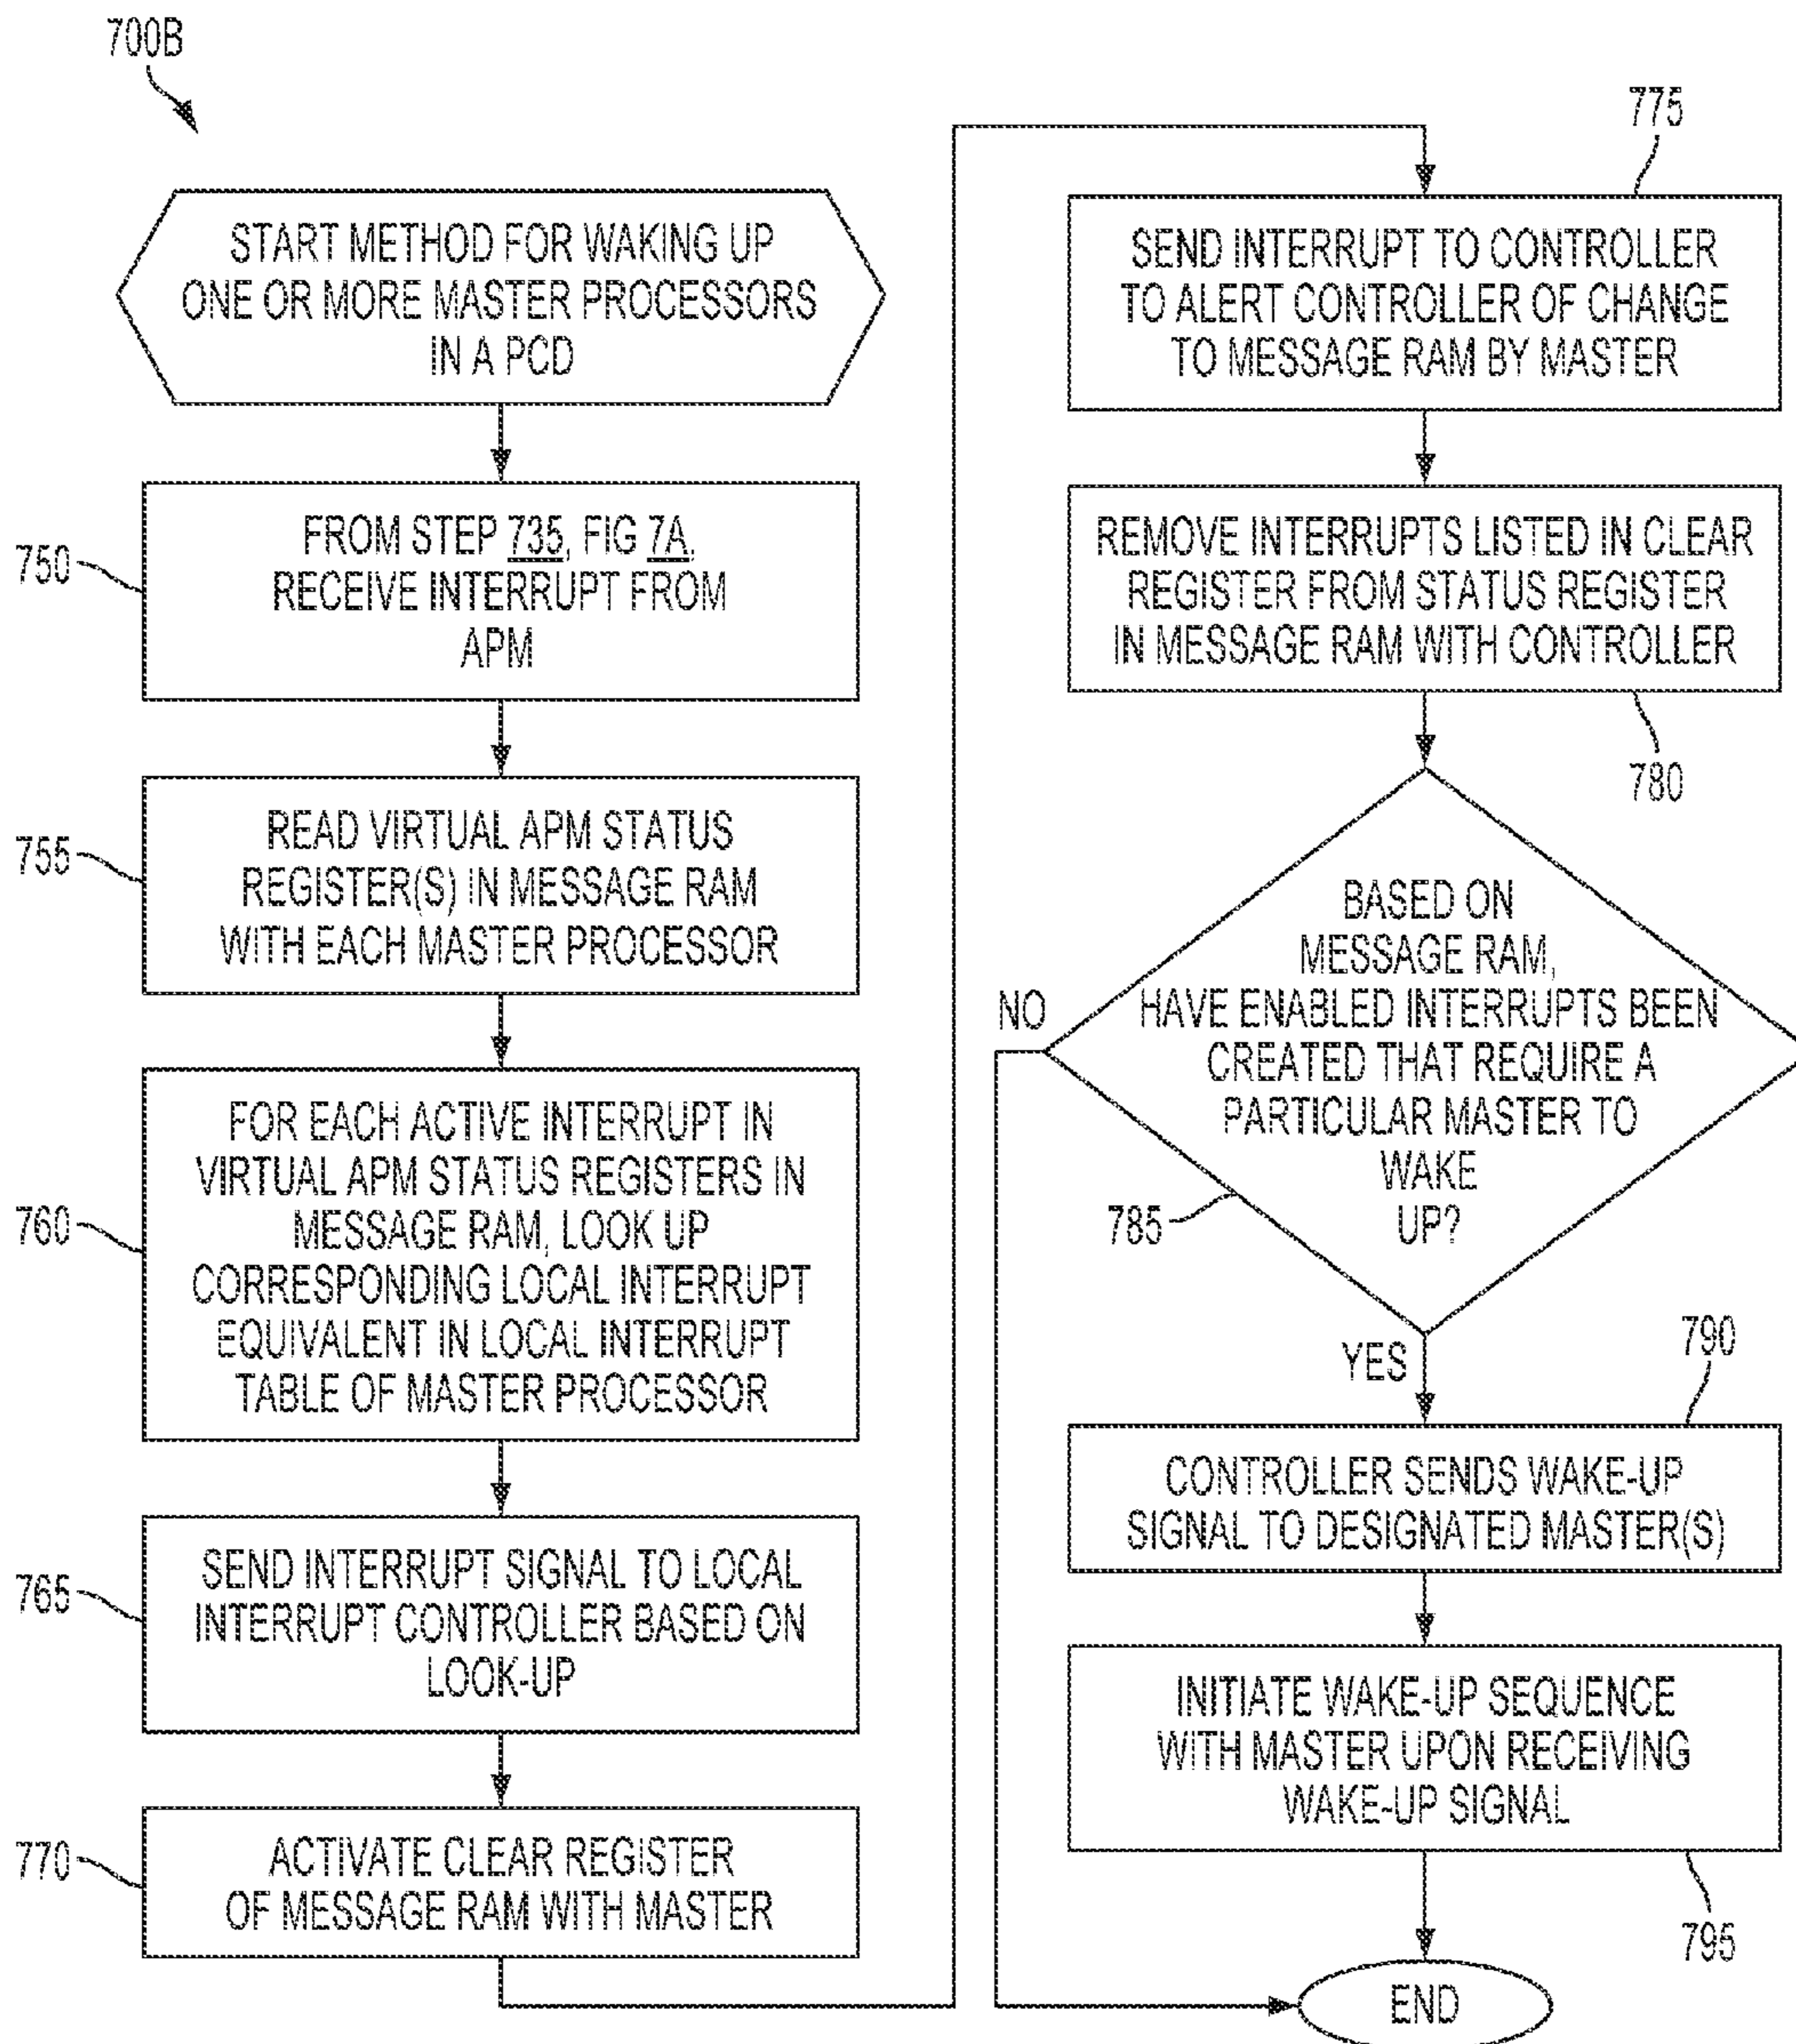 700B
START METHOD FOR WAKING UP
ONE OR MORE MASTER PROCESSORS
IN A PCD
750
FROM STEP 735, FIG 7A,
RECEIVE INTERRUPT FROM
APM
755
READ VIRTUAL APM STATUS
REGISTER(S) IN MESSAGE RAM
WITH EACH MASTER PROCESSOR
760
FOR EACH ACTIVE INTERRUPT IN
VIRTUAL APM STATUS REGISTERS IN
MESSAGE RAM, LOOK UP
CORRESPONDING LOCAL INTERRUPT
EQUIVALENT IN LOCAL INTERRUPT
TABLE OF MASTER PROCESSOR
765
SEND INTERRUPT SIGNAL TO LOCAL
INTERRUPT CONTROLLER BASED ON
LOOK-UP
770
ACTIVATE CLEAR REGISTER
OF MESSAGE RAM WITH MASTER
775
SEND INTERRUPT TO CONTROLLER
TO ALERT CONTROLLER OF CHANGE
TO MESSAGE RAM BY MASTER
REMOVE INTERRUPTS LISTED IN CLEAR
REGISTER FROM STATUS REGISTER
IN MESSAGE RAM WITH CONTROLLER
780
BASED ON
MESSAGE RAM,
HAVE ENABLED INTERRUPTS BEEN
CREATED THAT REQUIRE A
PARTICULAR MASTER TO
WAKE
UP?
NO
785
YES
790
CONTROLLER SENDS WAKE-UP
SIGNAL TO DESIGNATED MASTER(S)
INITIATE WAKE-UP SEQUENCE
WITH MASTER UPON RECEIVING
WAKE-UP SIGNAL
795
END